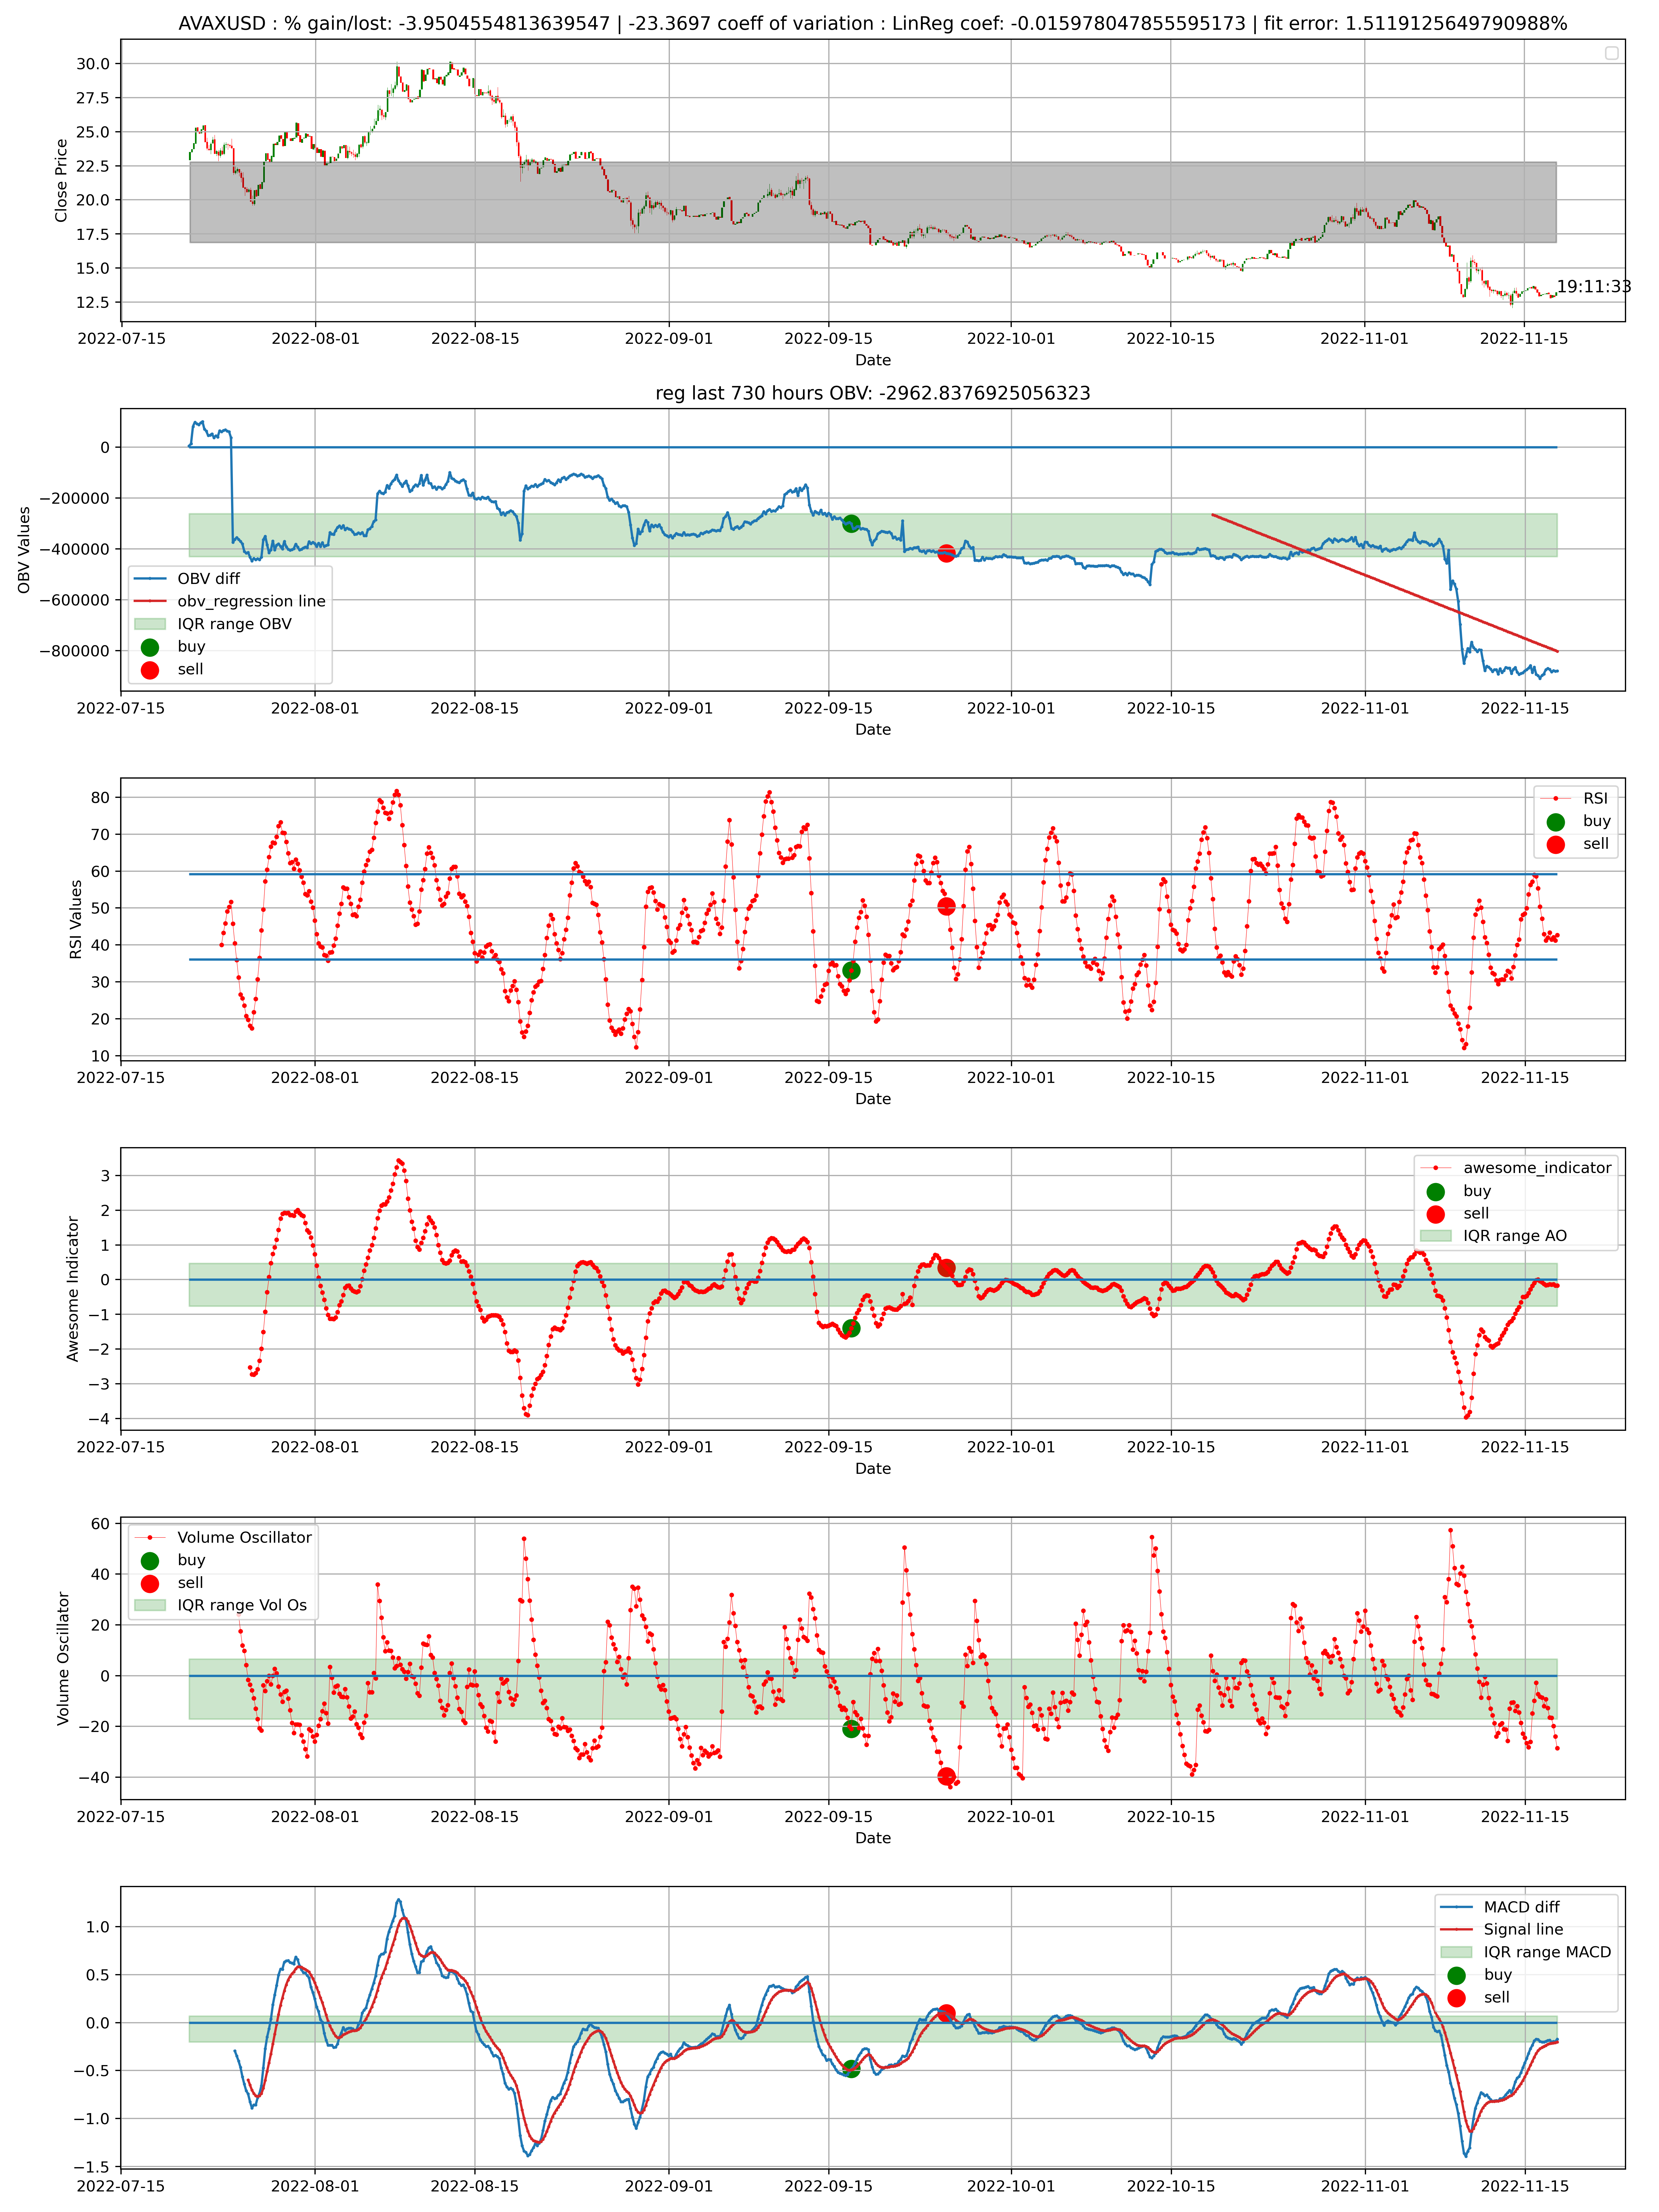 AVAXUSD : % gain/lost: -3.9504554813639547 | -23.3697 coeff of variation : LinReg coef: -0.015978047855595173 | fit error: 1.5119125649790988%
Close Price
30.0
27.5
25.0
22.5
20.0
17.5
15.0
12.5
19:11:33
2022-07-15 2022-08-01 2022-08-15 2022-09-01 2022-09-15 2022-10-01 2022-10-15 2022-11-01 2022-11-15
Date
reg last 730 hours OBV: -2962.8376925056323
OBV Values
0
−200000
−400000
−600000
−800000
OBV diff
obv_regression line
IQR range OBV
buy
sell
2022-07-15 2022-08-01 2022-08-15 2022-09-01 2022-09-15 2022-10-01 2022-10-15 2022-11-01 2022-11-15
Date
RSI Values
80
70
60
50
40
30
20
10
RSI
buy
sell
2022-07-15 2022-08-01 2022-08-15 2022-09-01 2022-09-15 2022-10-01 2022-10-15 2022-11-01 2022-11-15
Date
Awesome Indicator
3
2
1
0
−1
−2
−3
−4
awesome_indicator
buy
sell
IQR range AO
2022-07-15 2022-08-01 2022-08-15 2022-09-01 2022-09-15 2022-10-01 2022-10-15 2022-11-01 2022-11-15
Date
Volume Oscillator
60
40
20
0
−20
−40
Volume Oscillator
buy
sell
IQR range Vol Os
2022-07-15 2022-08-01 2022-08-15 2022-09-01 2022-09-15 2022-10-01 2022-10-15 2022-11-01 2022-11-15
Date
1.0
0.5
0.0
−0.5
−1.0
−1.5
MACD diff
Signal line
IQR range MACD
buy
sell
2022-07-15 2022-08-01 2022-08-15 2022-09-01 2022-09-15 2022-10-01 2022-10-15 2022-11-01 2022-11-15